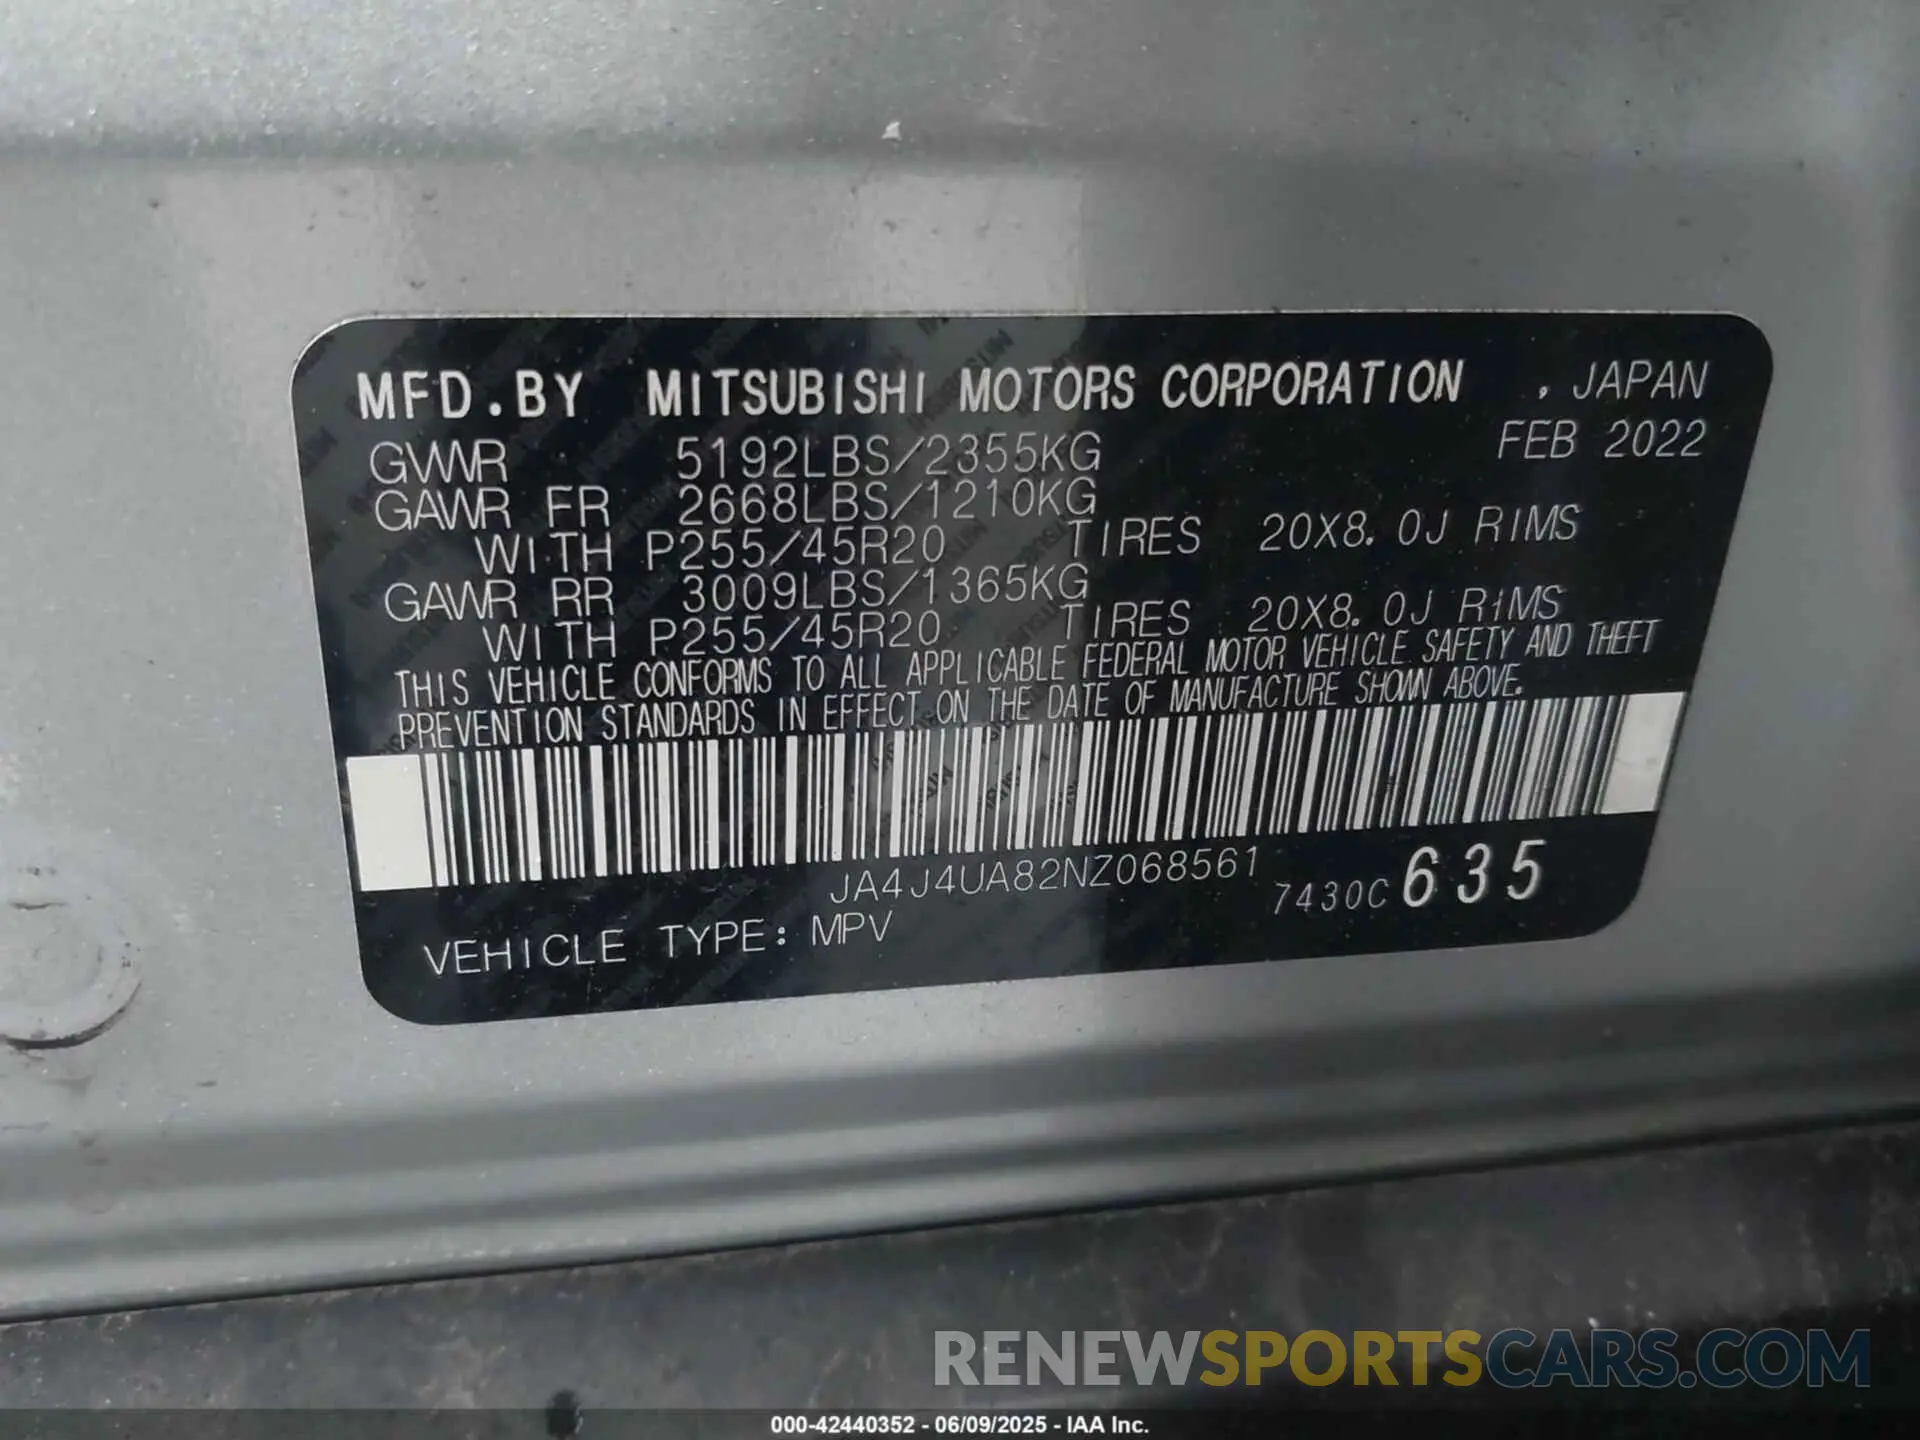 MFD.BY MITSUBISHI MOTORS CORPORATION , JAPAN
GVWR 5192LBS/2355KG FEB 2022
GAWR FR 2668LBS/1210KG
WITH P255/45R20 TIRES 20X8.0J RIMS
GAWR RR 3009LBS/1365KG
WITH P255/45R20 TIRES 20X8.0J RIMS
THIS VEHICLE CONFORMS TO ALL APPLICABLE FEDERAL MOTOR VEHICLE SAFETY AND THEFT
PREVENTION STANDARDS IN EFFECT ON THE DATE OF MANUFACTURE SHOWN ABOVE.
JA4J4UA82NZ068561 7430C 635
VEHICLE TYPE: MPV
RENEWSPORTSCARS.COM
000-42440352 - 06/09/2025 - IAA Inc.